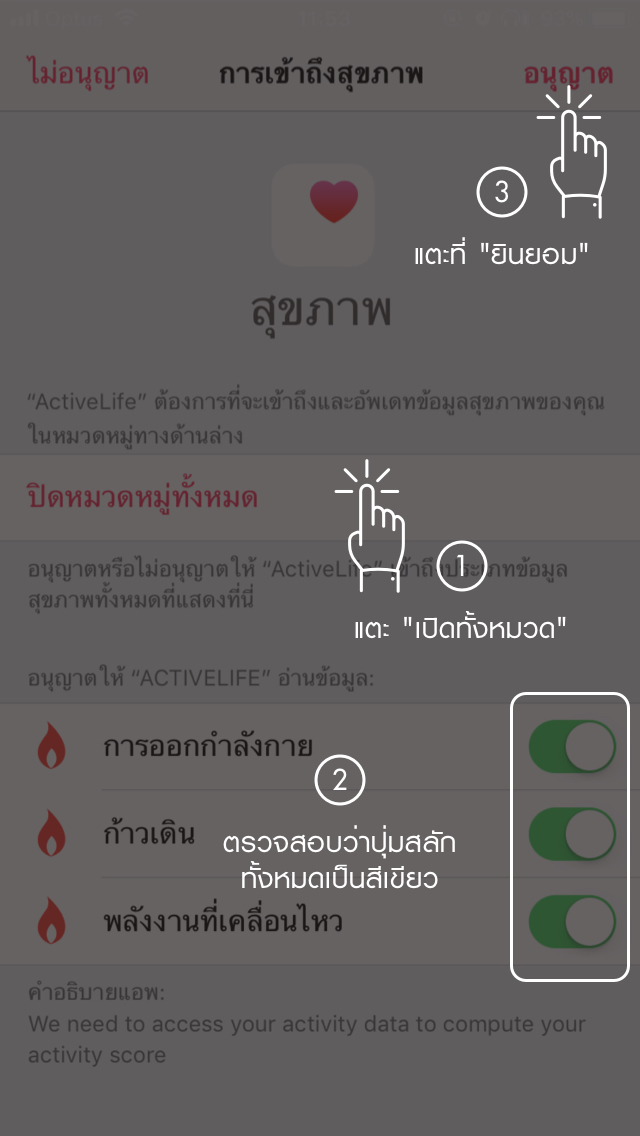 ไม่อนุญาต
การเข้าถึงสุขภาพ
อนุญาต
3
แตะที่ "ยินยอม"
สุขภาพ
“ActiveLife” ต้องการที่จะเข้าถึงและอัพเดทข้อมูลสุขภาพของคุณ
ในหมวดหมู่ทางด้านล่าง
ปิดหมวดหมู่ทั้งหมด
อนุญาตหรือไม่อนุญาตให้ “ActiveLife” เข้าถึงประเภทข้อมูล
สุขภาพทั้งหมดที่แสดงที่นี่
1
แตะ "เปิดทั้งหมวด"
อนุญาตให้ “ACTIVELIFE” อ่านข้อมูล:
การออกกำลังกาย
2
ก้าวเดิน
ตรวจสอบว่าปุ่มสลัก
ทั้งหมดเป็นสีเขียว
พลังงานที่เคลื่อนไหว
คำอธิบายแอพ:
We need to access your activity data to compute your
activity score